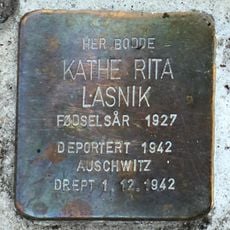 HER BODDE
KATHE RITA
LASNIK
FØDSELSÅR 1927
DEPORTERT 1942
AUSCHWITZ
DREPT 1.12.1942